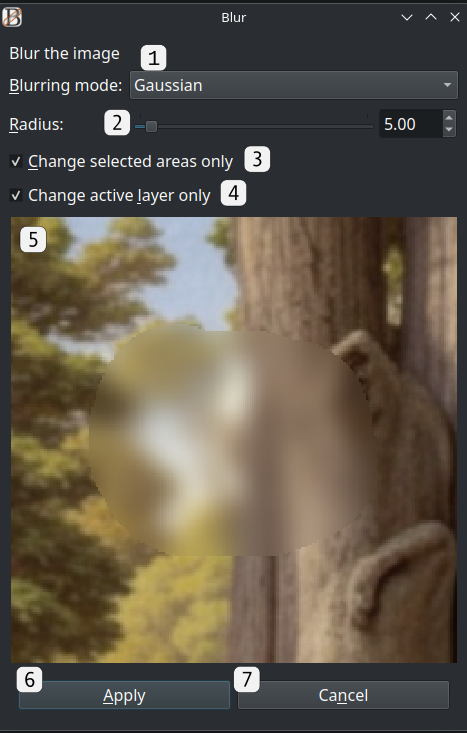 Blur
Blur the image
1
Blurring mode: Gaussian
Radius: 2 5.00
✓ Change selected areas only 3
✓ Change active layer only 4
5
6 7
Apply Cancel